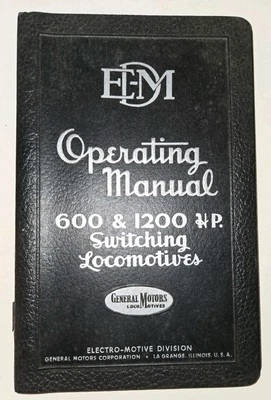 EMD
Operating
Manual
600 & 1200 H.P.
Switching
Locomotives
GENERAL MOTORS
LOCOMOTIVES
ELECTRO-MOTIVE DIVISION
GENERAL MOTORS CORPORATION • LA GRANGE, ILLINOIS, U. S. A.